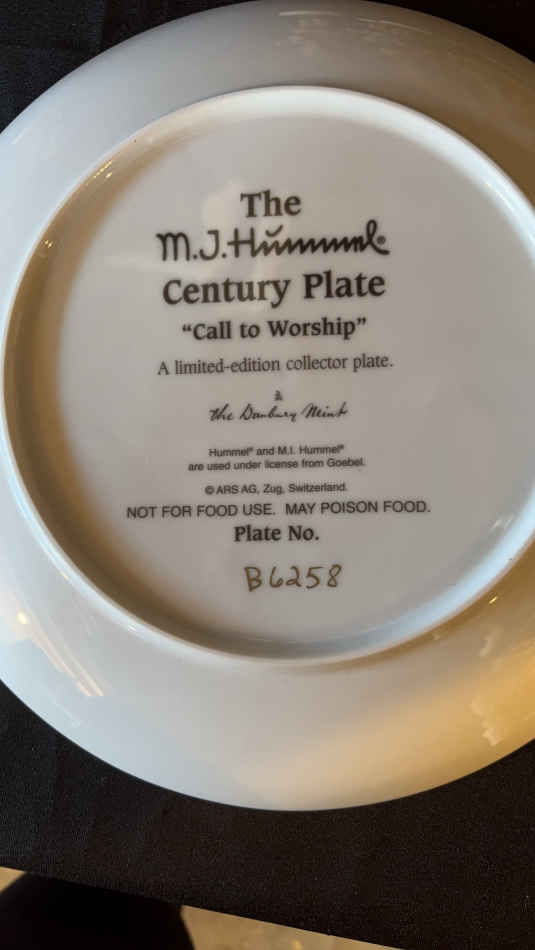 The
M.J. Hummel®
Century Plate
“Call to Worship”
A limited-edition collector plate.
The Danbury Mint
Hummel® and M.I. Hummel®
are used under license from Goebel.
© ARS AG, Zug, Switzerland.
NOT FOR FOOD USE. MAY POISON FOOD.
Plate No.
B6258